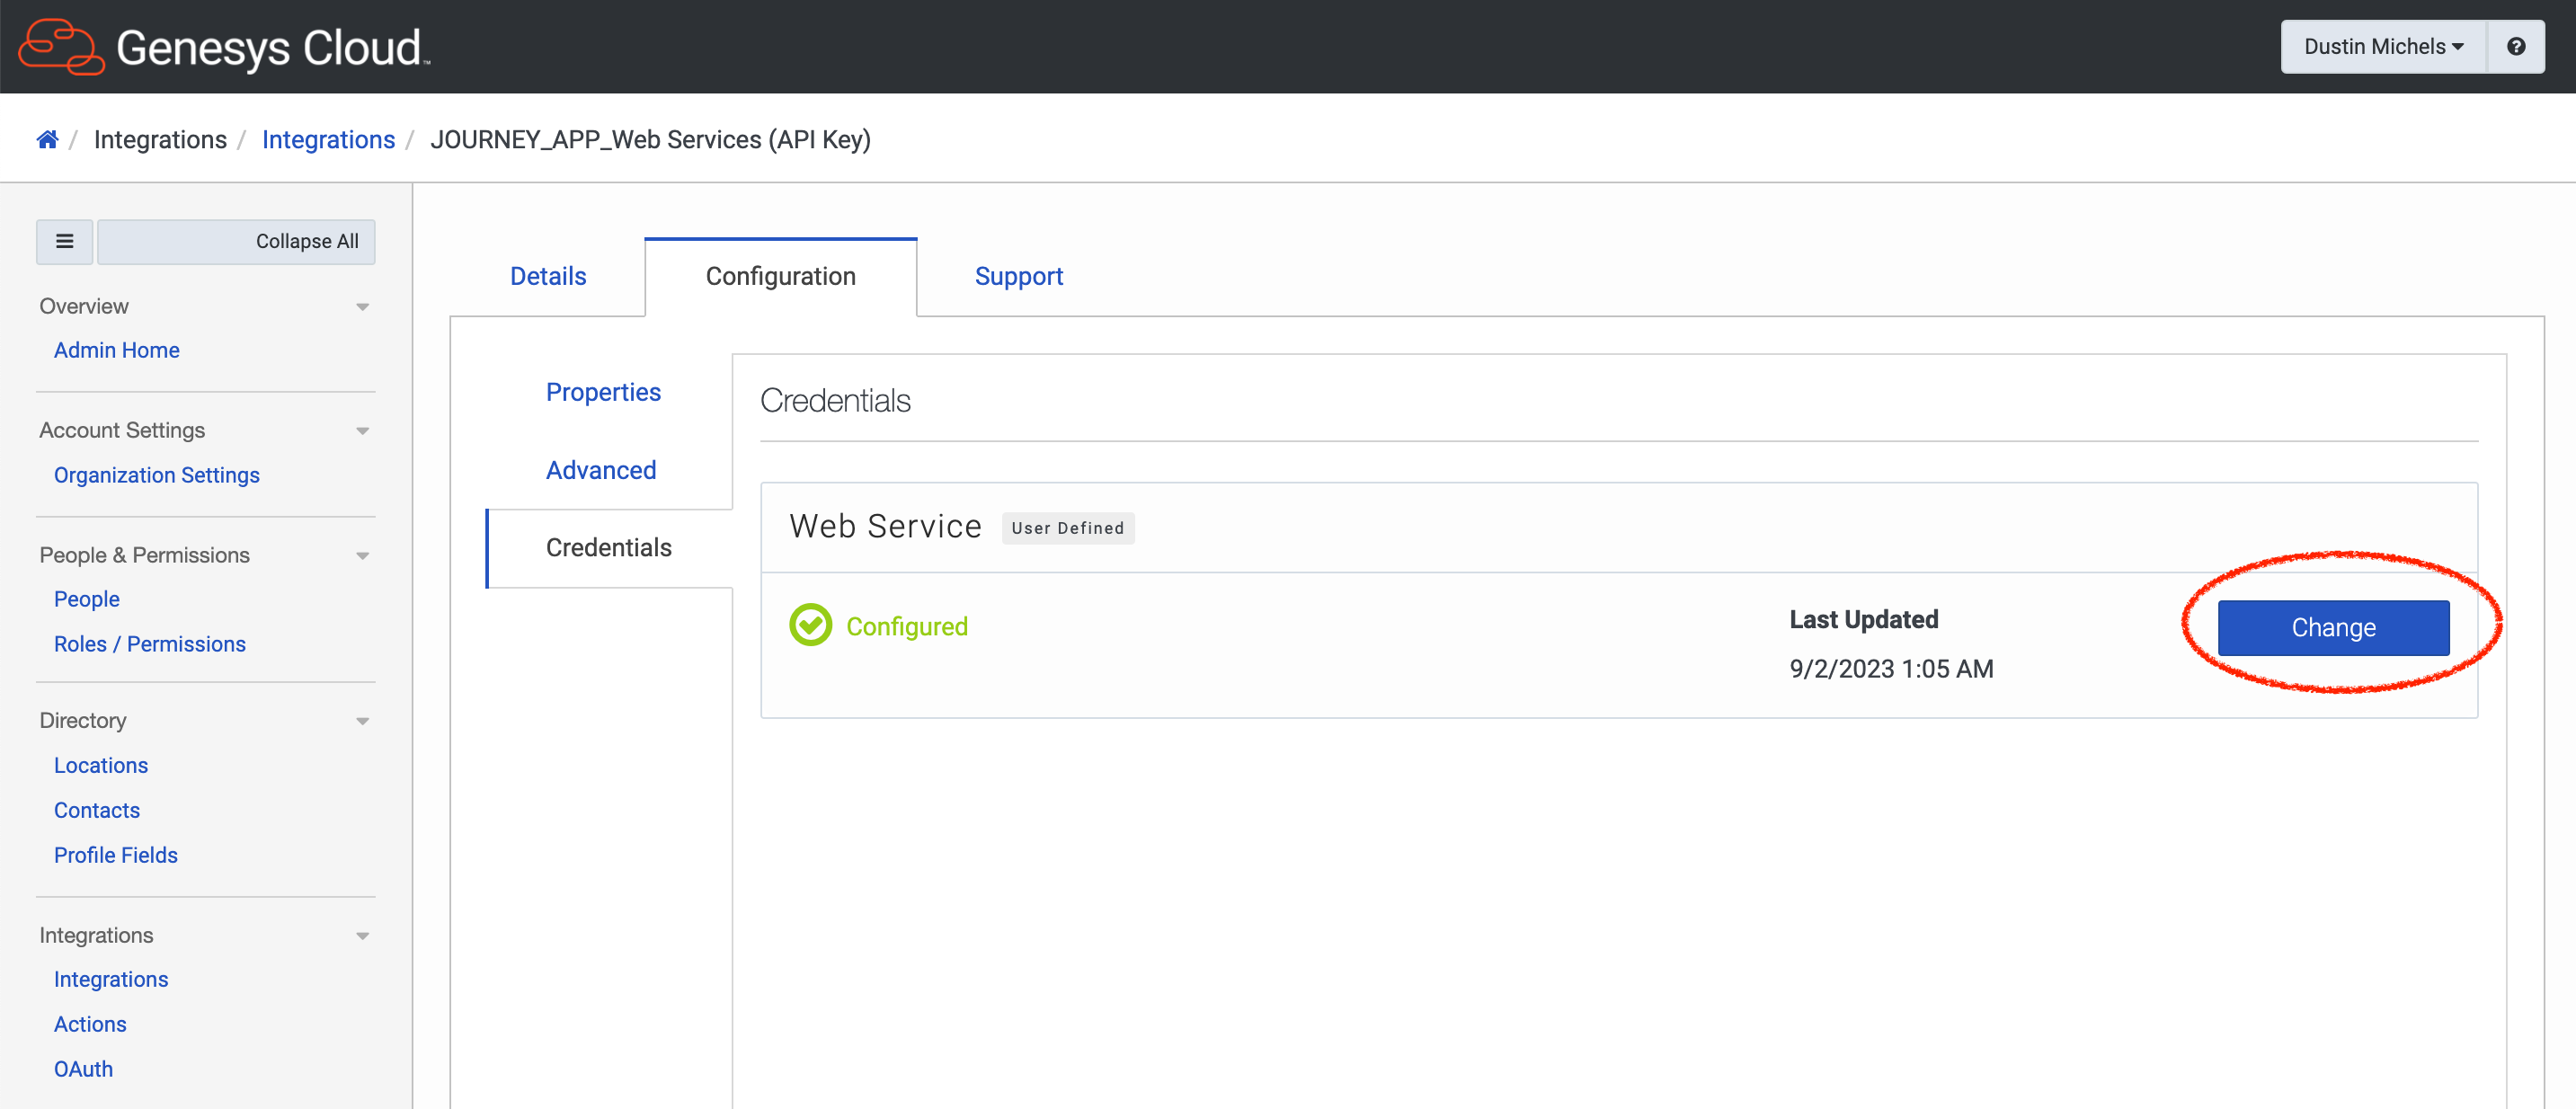 Genesys Cloud™
Dustin Michels
Integrations / Integrations / JOURNEY_APP_Web Services (API Key)
Collapse All
Overview
Admin Home
Account Settings
Organization Settings
People & Permissions
People
Roles / Permissions
Directory
Locations
Contacts
Profile Fields
Integrations
Integrations
Actions
OAuth
Details
Configuration
Support
Properties
Advanced
Credentials
Credentials
Web Service User Defined
Configured
Last Updated
9/2/2023 1:05 AM
Change